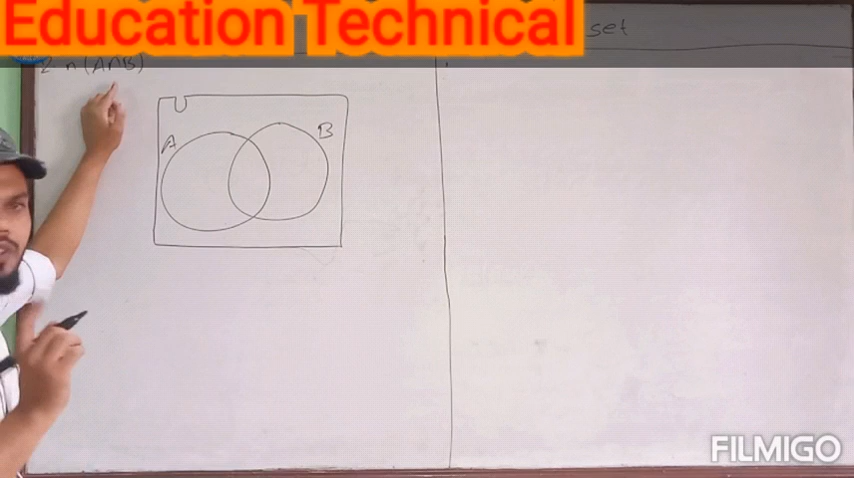 Education Technical
set
2 n(A∩B)
U
A
B
FILMIGO